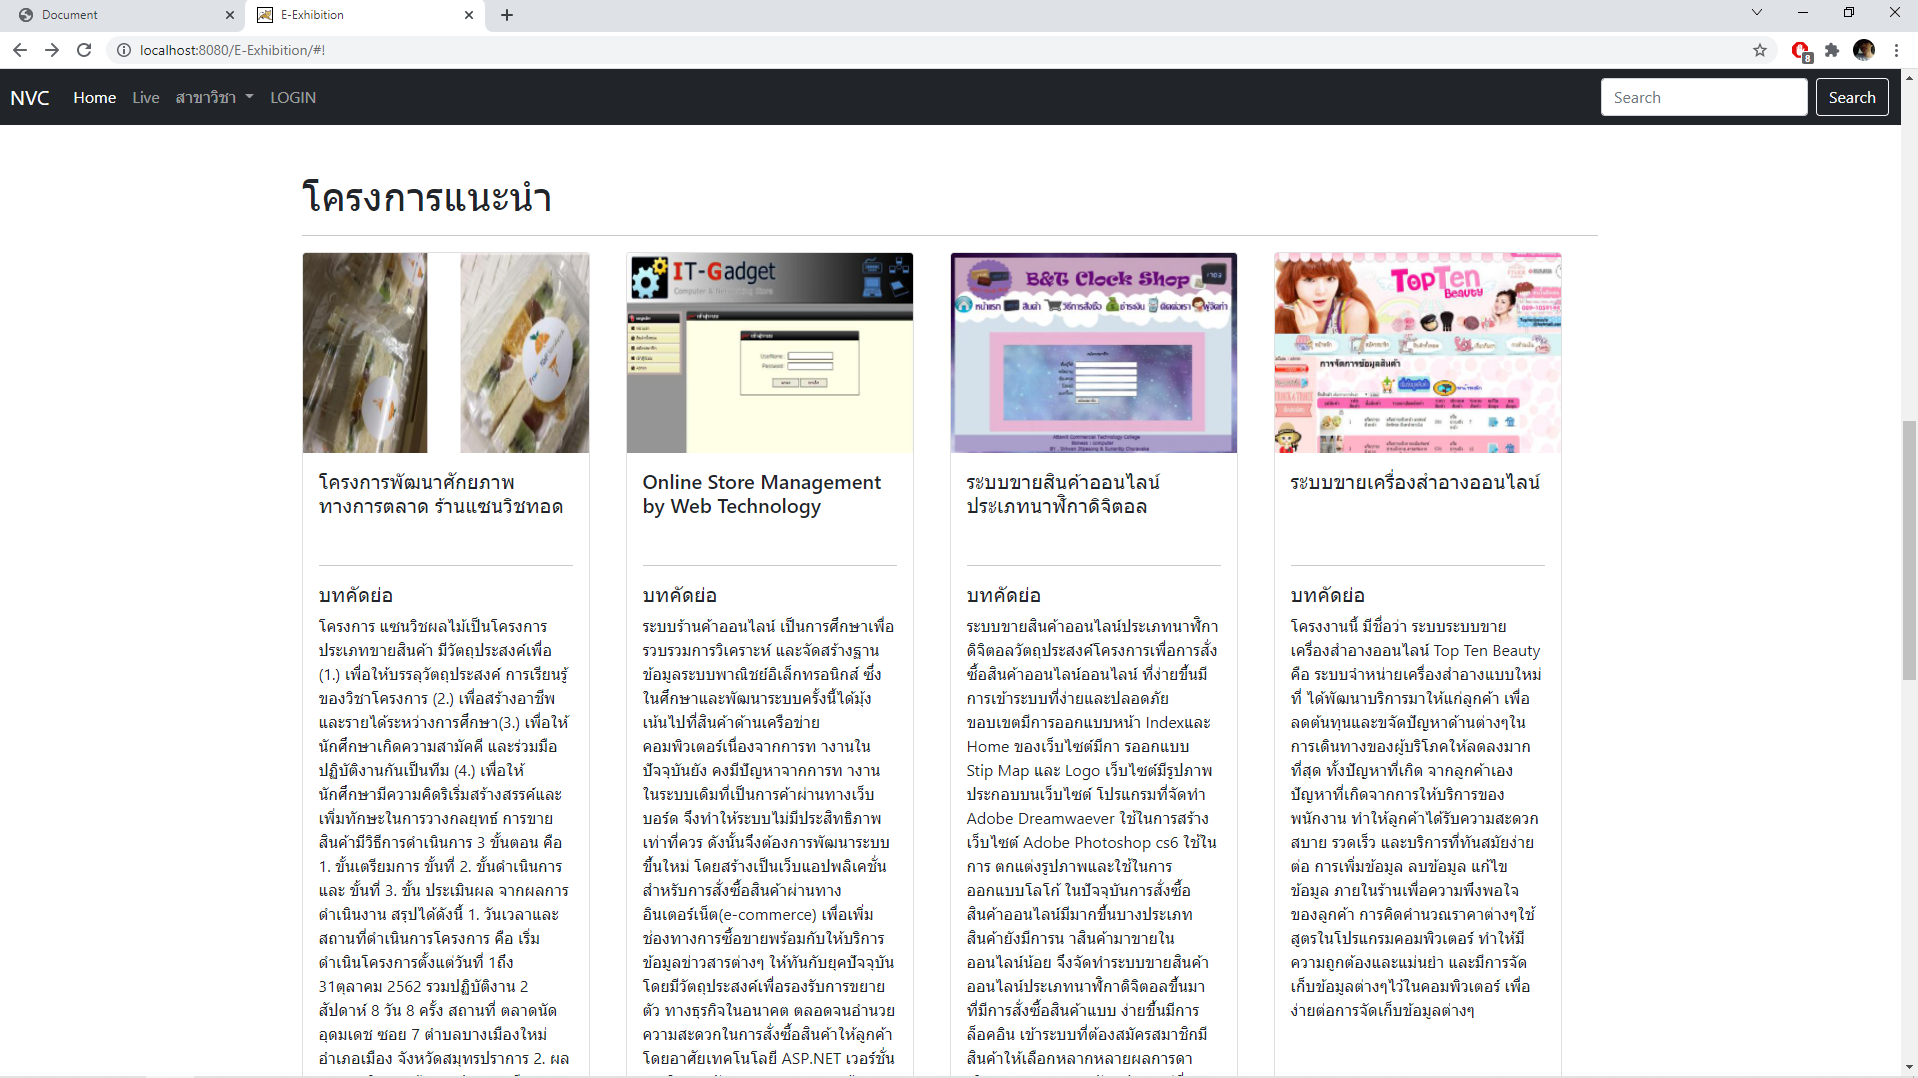 Document
E-Exhibition
localhost:8080/E-Exhibition/#!
8
NVC Home Live สาขาวิชา LOGIN
Search Search
โครงการแนะนำ
IT-Gadget
Computer & Networking Store
UserName
Password
B&T Clock Shop
หน้าแรก สินค้า วิธีการสั่งซื้อ ชำระเงิน ติดต่อเรา ผู้จัดทำ
TopTen
Beauty
การจัดการข้อมูลสินค้า
โครงการพัฒนาศักยภาพ
ทางการตลาด ร้านแซนวิชทอด
บทคัดย่อ
โครงการ แซนวิชผลไม้เป็นโครงการ
ประเภทขายสินค้า มีวัตถุประสงค์เพื่อ
(1.) เพื่อให้บรรลุวัตถุประสงค์ การเรียนรู้
ของวิชาโครงการ (2.) เพื่อสร้างอาชีพ
และรายได้ระหว่างการศึกษา(3.) เพื่อให้
นักศึกษาเกิดความสามัคคี และร่วมมือ
ปฏิบัติงานกันเป็นทีม (4.) เพื่อให้
นักศึกษามีความคิดริเริ่มสร้างสรรค์และ
เพิ่มทักษะในการวางกลยุทธ์ การขาย
สินค้ามีวิธีการดำเนินการ 3 ขั้นตอน คือ
1. ขั้นเตรียมการ ขั้นที่ 2. ขั้นดำเนินการ
และ ขั้นที่ 3. ขั้น ประเมินผล จากผลการ
ดำเนินงาน สรุปได้ดังนี้ 1. วันเวลาและ
สถานที่ดำเนินการโครงการ คือ เริ่ม
ดำเนินโครงการตั้งแต่วันที่ 1ถึง
31ตุลาคม 2562 รวมปฏิบัติงาน 2
สัปดาห์ 8 วัน 8 ครั้ง สถานที่ ตลาดนัด
อุดมเดช ซอย 7 ตำบลบางเมืองใหม่
อำเภอเมือง จังหวัดสมุทรปราการ 2. ผล
Online Store Management
by Web Technology
บทคัดย่อ
ระบบร้านค้าออนไลน์ เป็นการศึกษาเพื่อ
รวบรวมการวิเคราะห์ และจัดสร้างฐาน
ข้อมูลระบบพาณิชย์อิเล็กทรอนิกส์ ซึ่ง
ในศึกษาและพัฒนาระบบครั้งนี้ได้มุ้ง
เน้นไปที่สินค้าด้านเครือข่าย
คอมพิวเตอร์เนื่องจากการท างานใน
ปัจจุบันยัง คงมีปัญหาจากการท างาน
ในระบบเดิมที่เป็นการค้าผ่านทางเว็บ
บอร์ด จึงทำให้ระบบไม่มีประสิทธิภาพ
เท่าที่ควร ดังนั้นจึงต้องการพัฒนาระบบ
ขึ้นใหม่ โดยสร้างเป็นเว็บแอปพลิเคชั่น
สำหรับการสั่งซื้อสินค้าผ่านทาง
อินเตอร์เน็ต(e-commerce) เพื่อเพิ่ม
ช่องทางการซื้อขายพร้อมกับให้บริการ
ข้อมูลข่าวสารต่างๆ ให้ทันกับยุคปัจจุบัน
โดยมีวัตถุประสงค์เพื่อรองรับการขยาย
ตัว ทางธุรกิจในอนาคต ตลอดจนอำนวย
ความสะดวกในการสั่งซื้อสินค้าให้ลูกค้า
โดยอาศัยเทคโนโลยี ASP.NET เวอร์ชั่น
ระบบขายสินค้าออนไลน์
ประเภทนาฬิกาดิจิตอล
บทคัดย่อ
ระบบขายสินค้าออนไลน์ประเภทนาฬิกา
ดิจิตอลวัตถุประสงค์โครงการเพื่อการสั่ง
ซื้อสินค้าออนไลน์ออนไลน์ ที่ง่ายขึ้นมี
การเข้าระบบที่ง่ายและปลอดภัย
ขอบเขตมีการออกแบบหน้า Indexและ
Home ของเว็บไซต์มีกา รออกแบบ
Stip Map และ Logo เว็บไซต์มีรูปภาพ
ประกอบบนเว็บไซต์ โปรแกรมที่จัดทำ
Adobe Dreamwaever ใช้ในการสร้าง
เว็บไซต์ Adobe Photoshop cs6 ใช้ใน
การ ตกแต่งรูปภาพและใช้ในการ
ออกแบบโลโก้ ในปัจจุบันการสั่งซื้อ
สินค้าออนไลน์มีมากขึ้นบางประเภท
สินค้ายังมีการน าสินค้ามาขายใน
ออนไลน์น้อย จึงจัดทำระบบขายสินค้า
ออนไลน์ประเภทนาฬิกาดิจิตอลขึ้นมา
ที่มีการสั่งซื้อสินค้าแบบ ง่ายขึ้นมีการ
ล็อคอิน เข้าระบบที่ต้องสมัครสมาชิกมี
สินค้าให้เลือกหลากหลายผลการดา
ระบบขายเครื่องสำอางออนไลน์
บทคัดย่อ
โครงงานนี้ มีชื่อว่า ระบบระบบขาย
เครื่องสำอางออนไลน์ Top Ten Beauty
คือ ระบบจำหน่ายเครื่องสำอางแบบใหม่
ที่ ได้พัฒนาบริการมาให้แก่ลูกค้า เพื่อ
ลดต้นทุนและขจัดปัญหาด้านต่างๆใน
การเดินทางของผู้บริโภคให้ลดลงมาก
ที่สุด ทั้งปัญหาที่เกิด จากลูกค้าเอง
ปัญหาที่เกิดจากการให้บริการของ
พนักงาน ทำให้ลูกค้าได้รับความสะดวก
สบาย รวดเร็ว และบริการที่ทันสมัยง่าย
ต่อ การเพิ่มข้อมูล ลบข้อมูล แก้ไข
ข้อมูล ภายในร้านเพื่อความพึงพอใจ
ของลูกค้า การคิดคำนวณราคาต่างๆใช้
สูตรในโปรแกรมคอมพิวเตอร์ ทำให้มี
ความถูกต้องและแม่นยำ และมีการจัด
เก็บข้อมูลต่างๆไว้ในคอมพิวเตอร์ เพื่อ
ง่ายต่อการจัดเก็บข้อมูลต่างๆ